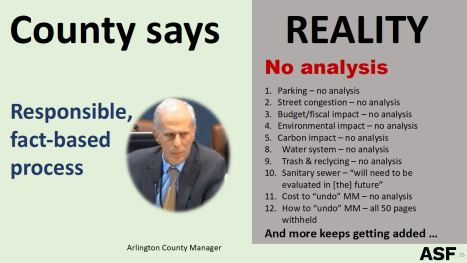 County says
Responsible,
fact-based
process
Arlington County Manager
REALITY
No analysis
1. Parking – no analysis
2. Street congestion – no analysis
3. Budget/fiscal impact – no analysis
4. Environmental impact – no analysis
5. Carbon impact – no analysis
8. Water system – no analysis
9. Trash & reclycing – no analysis
10. Sanitary sewer – “will need to be
evaluated in [the] future”
11. Cost to “undo” MM – no analysis
12. How to “undo” MM – all 50 pages
withheld
And more keeps getting added …
ASF